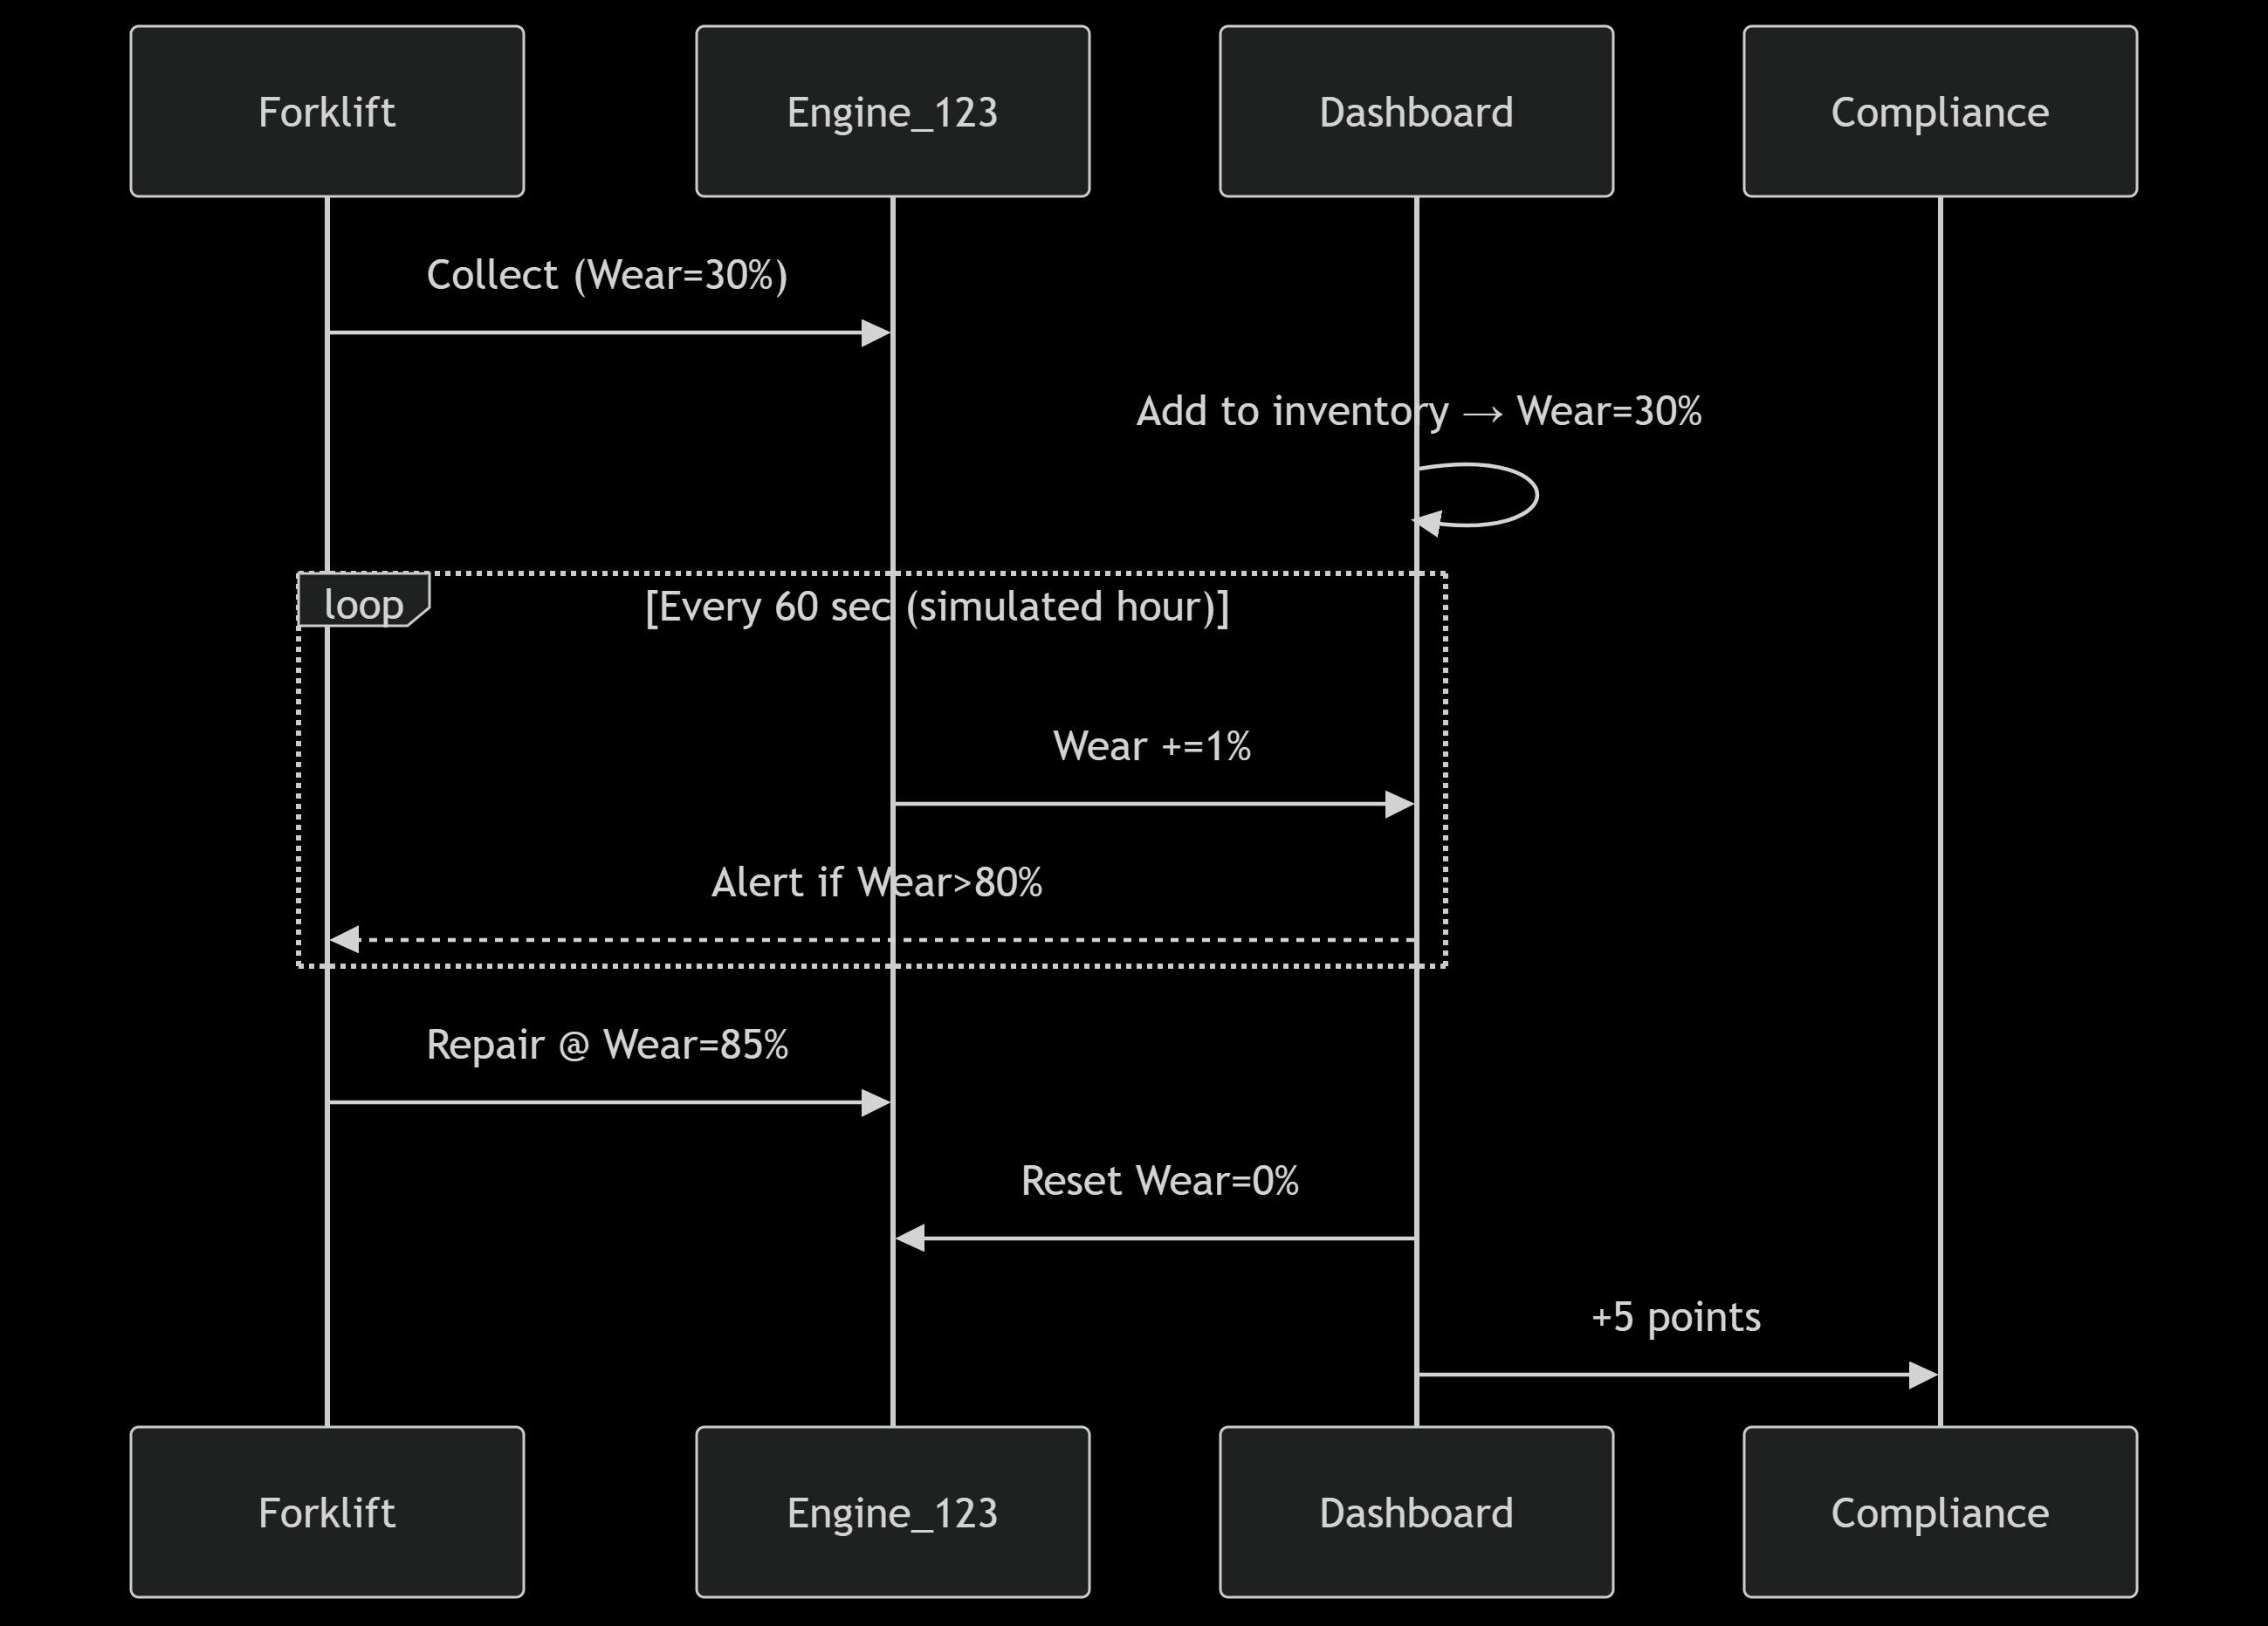 Forklift
Engine_123
Dashboard
Compliance
Collect (Wear=30%)
Add to inventory → Wear=30%
loop
[Every 60 sec (simulated hour)]
Wear +=1%
Alert if Wear>80%
Repair @ Wear=85%
Reset Wear=0%
+5 points
Forklift
Engine_123
Dashboard
Compliance